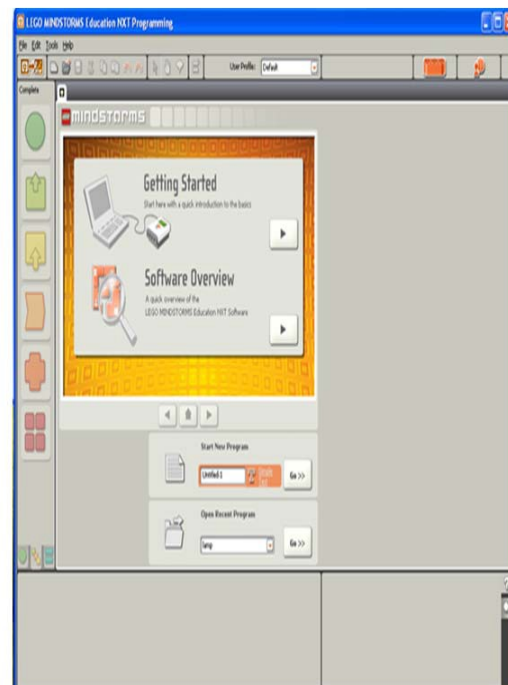 LEGO MINDSTORMS Education NXT Programming
File Edit Tools Help
User Profile: Default
Complete
mindstorms
Getting Started
Start here with a quick introduction to the basics
Software Overview
A quick overview of the
LEGO MINDSTORMS Education NXT Software
Start New Program
Untitled-1
Go >>
Open Recent Program
lamp
Go >>